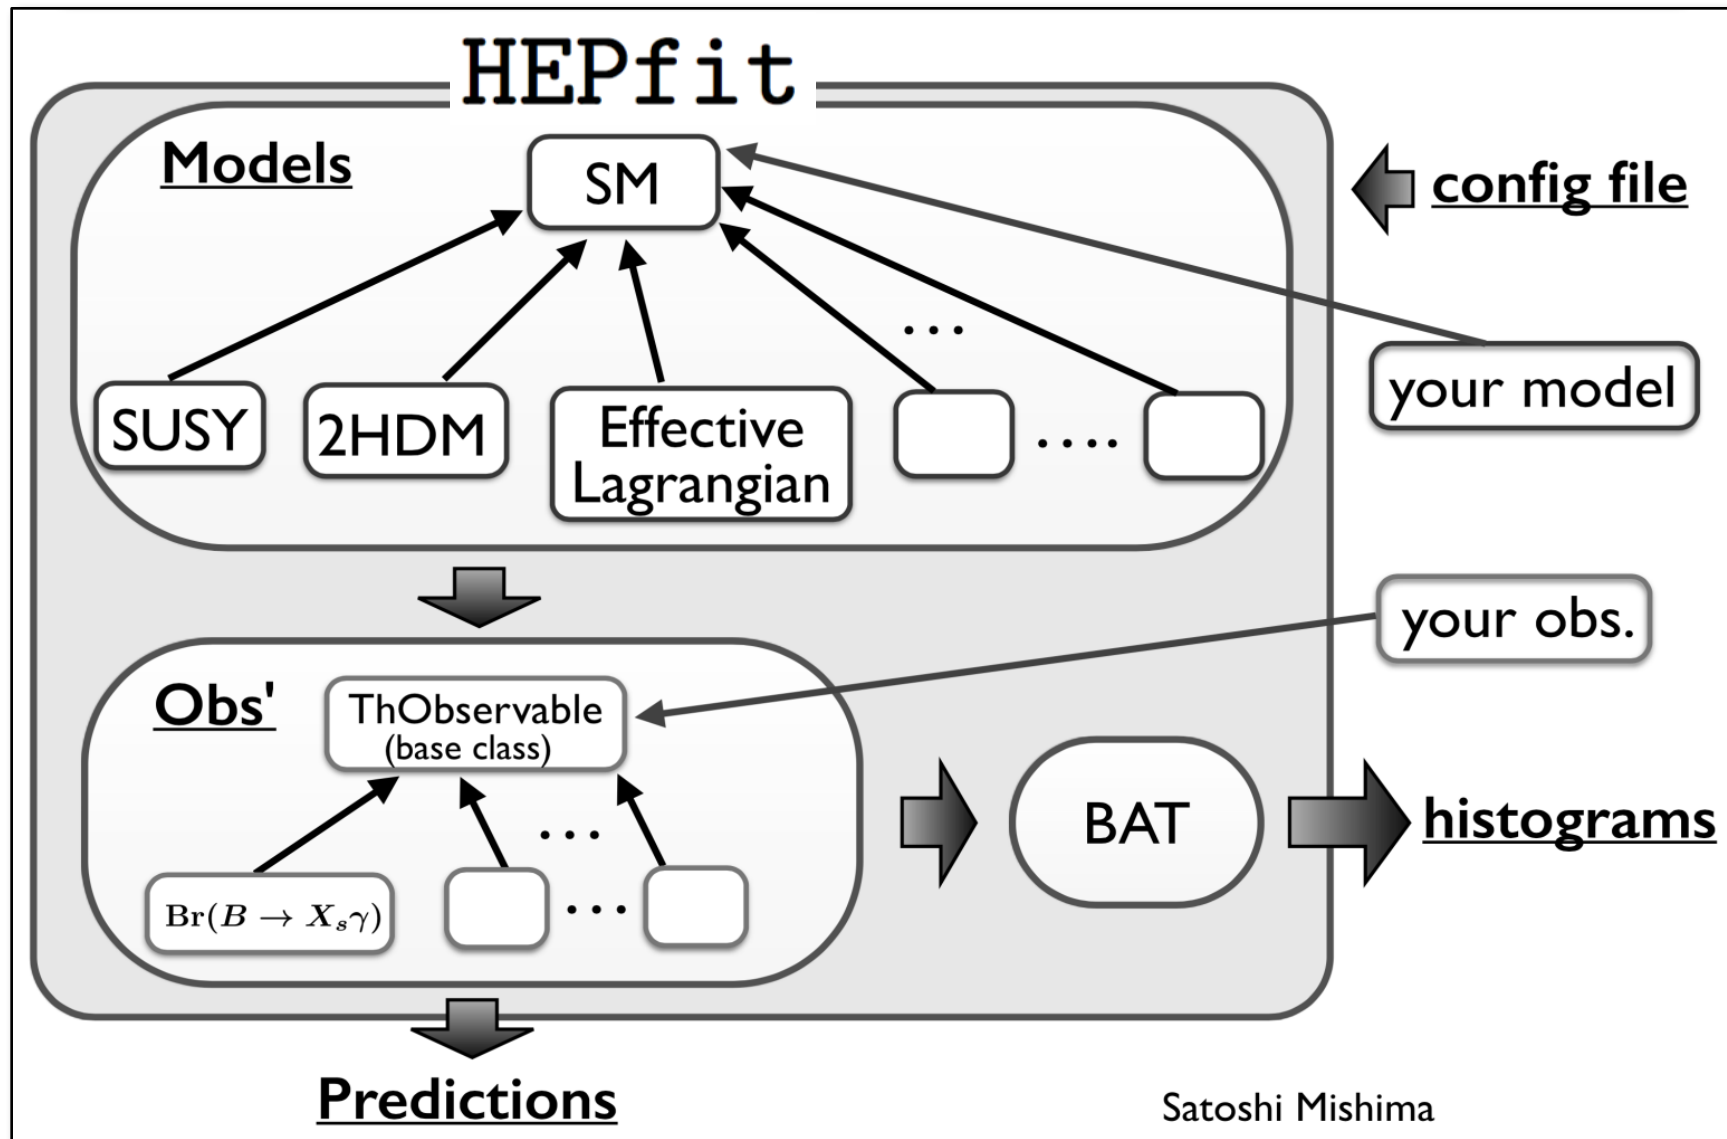 HEPfit
Models
SM
config file
...
your model
SUSY
2HDM
Effective
Lagrangian
....
your obs.
Obs'
ThObservable
(base class)
...
BAT
histograms
Br(B → Xₛγ)
...
Predictions
Satoshi Mishima